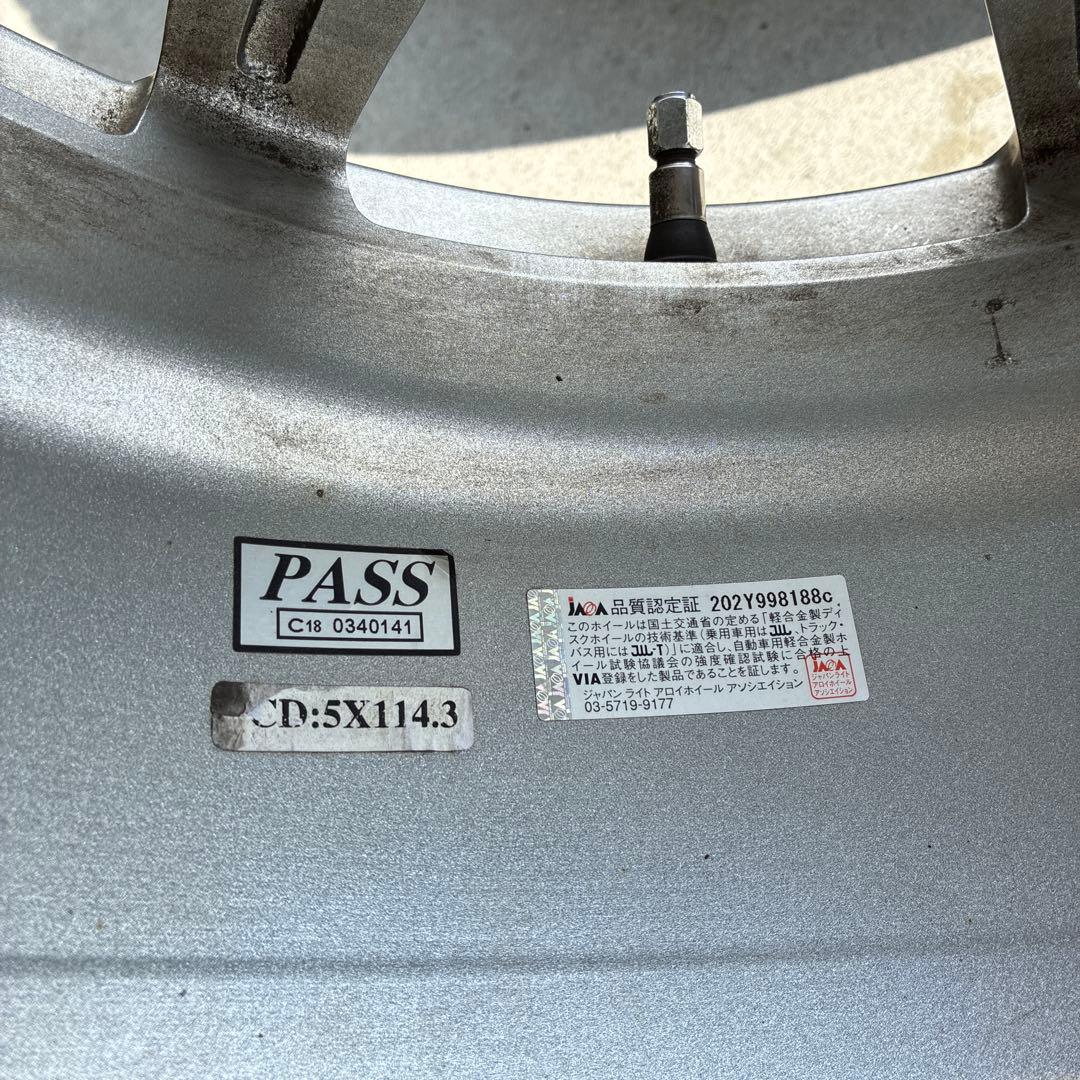 PASS
C18 0340141
CD:5X114.3
JAWA 品質認定証 202Y998188c
このホイールは国土交通省の定める「軽合金製ディ
スクホイールの技術基準(乗用車用はJWL、トラック・
バス用にはJWL-T)」に適合し、自動車用軽合金製ホ
イール試験協議会の強度確認試験に合格の上
VIA登録をした製品であることを証します。
ジャパン ライト アロイホイール アソシエイション
03-5719-9177
JAWA
ジャパン ライト
アロイホイール
アソシエイション